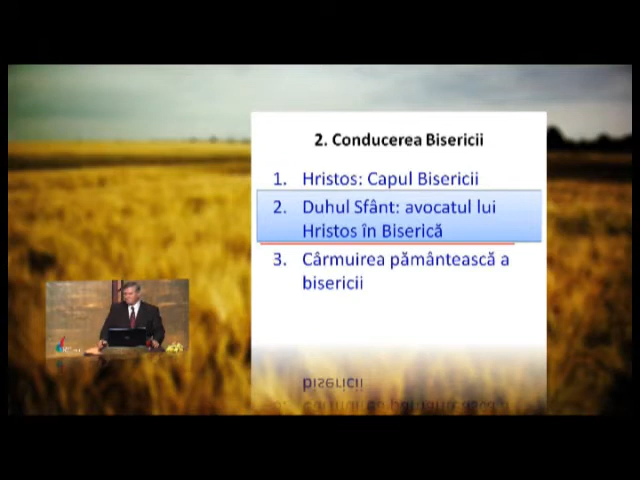 2. Conducerea Bisericii
1. Hristos: Capul Bisericii
2. Duhul Sfânt: avocatul lui
Hristos în Biserică
3. Cârmuirea pământească a
bisericii